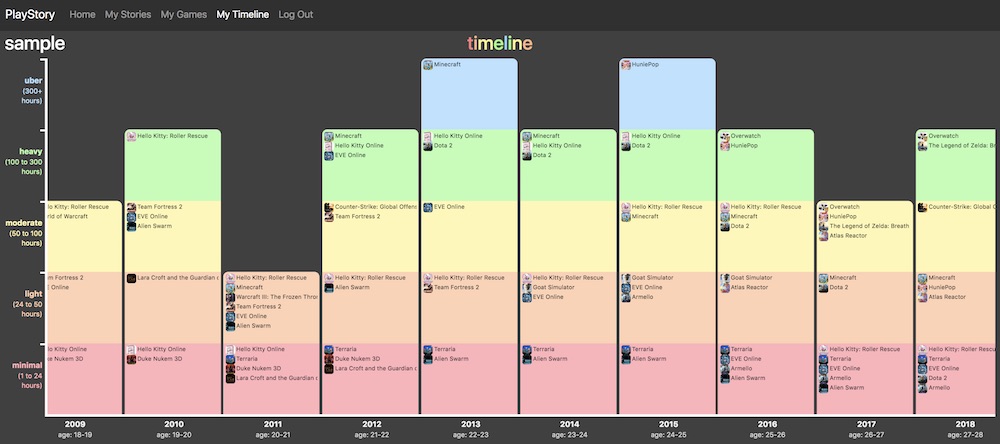 PlayStory Home My Stories My Games My Timeline Log Out
sample
timeline
uber
(300+
hours)
Minecraft
HuniePop
heavy
(100 to 300
hours)
Hello Kitty: Roller Rescue
Minecraft
Hello Kitty Online
EVE Online
Hello Kitty Online
Dota 2
Minecraft
Hello Kitty Online
Dota 2
Hello Kitty Online
Dota 2
Overwatch
HuniePop
Overwatch
The Legend of Zelda: Br
moderate
(50 to 100
hours)
lo Kitty: Roller Rescue
rld of Warcraft
Team Fortress 2
EVE Online
Alien Swarm
Counter-Strike: Global Offens
Team Fortress 2
EVE Online
Hello Kitty: Roller Rescue
Minecraft
Hello Kitty: Roller Rescue
Minecraft
Dota 2
Overwatch
HuniePop
The Legend of Zelda: Breath
Atlas Reactor
Counter-Strike: Global O
light
(24 to 50
hours)
m Fortress 2
Online
Lara Croft and the Guardian o
Hello Kitty: Roller Rescue
Minecraft
Warcraft III: The Frozen Thro
Team Fortress 2
EVE Online
Alien Swarm
Hello Kitty: Roller Rescue
Alien Swarm
Hello Kitty: Roller Rescue
Team Fortress 2
Hello Kitty: Roller Rescue
Goat Simulator
EVE Online
Goat Simulator
EVE Online
Armello
Goat Simulator
Atlas Reactor
Minecraft
Dota 2
Minecraft
HuniePop
Atlas Reactor
minimal
(1 to 24
hours)
lo Kitty Online
ke Nukem 3D
Hello Kitty Online
Duke Nukem 3D
Hello Kitty Online
Terraria
Duke Nukem 3D
Lara Croft and the Guardian o
Terraria
Duke Nukem 3D
Lara Croft and the Guardian o
Terraria
Alien Swarm
Terraria
Alien Swarm
Terraria
Alien Swarm
Terraria
EVE Online
Armello
Alien Swarm
Hello Kitty: Roller Rescue
Terraria
EVE Online
Armello
Alien Swarm
Hello Kitty: Roller Resc
Terraria
EVE Online
Dota 2
Armello
2009 2010 2011 2012 2013 2014 2015 2016 2017 2018
age: 18-19 age: 19-20 age: 20-21 age: 21-22 age: 22-23 age: 23-24 age: 24-25 age: 25-26 age: 26-27 age: 27-28